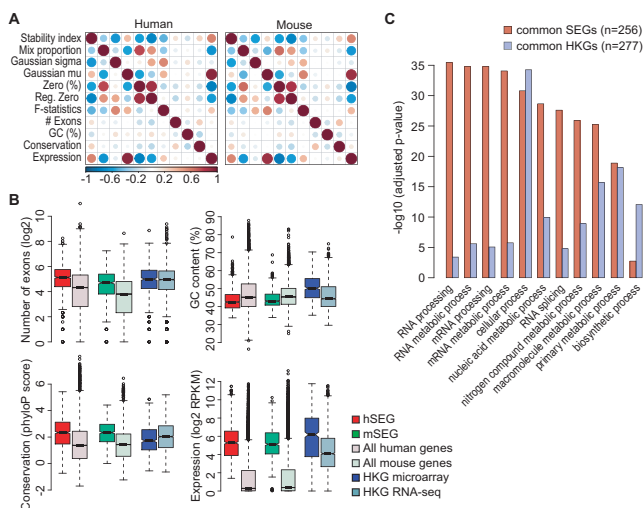 A
Human
Mouse
Stability index
Mix proportion
Gaussian sigma
Gaussian mu
Zero (%)
Reg. Zero
F-statistics
# Exons
GC (%)
Conservation
Expression
-1 -0.6 -0.2 0.2 0.6 1
B
Number of exons (log2)
0 2 4 6 8 10
GC content (%)
10 20 30 40 50 60 70 80 90
Conservation (phyloP score)
-2 0 2 4 6 8
Expression (log2 RPKM)
0 2 4 6 8 10 12
hSEG
mSEG
All human genes
All mouse genes
HKG microarray
HKG RNA-seq
C
common SEGs (n=256)
common HKGs (n=277)
-log10 (adjusted p-value)
0
5
10
15
20
25
30
35
RNA processing
RNA metabolic process
mRNA processing
mRNA metabolic process
cellular process
nucleic acid metabolic process
RNA splicing
nitrogen compound metabolic process
macromolecule metabolic process
primary metabolic process
biosynthetic process